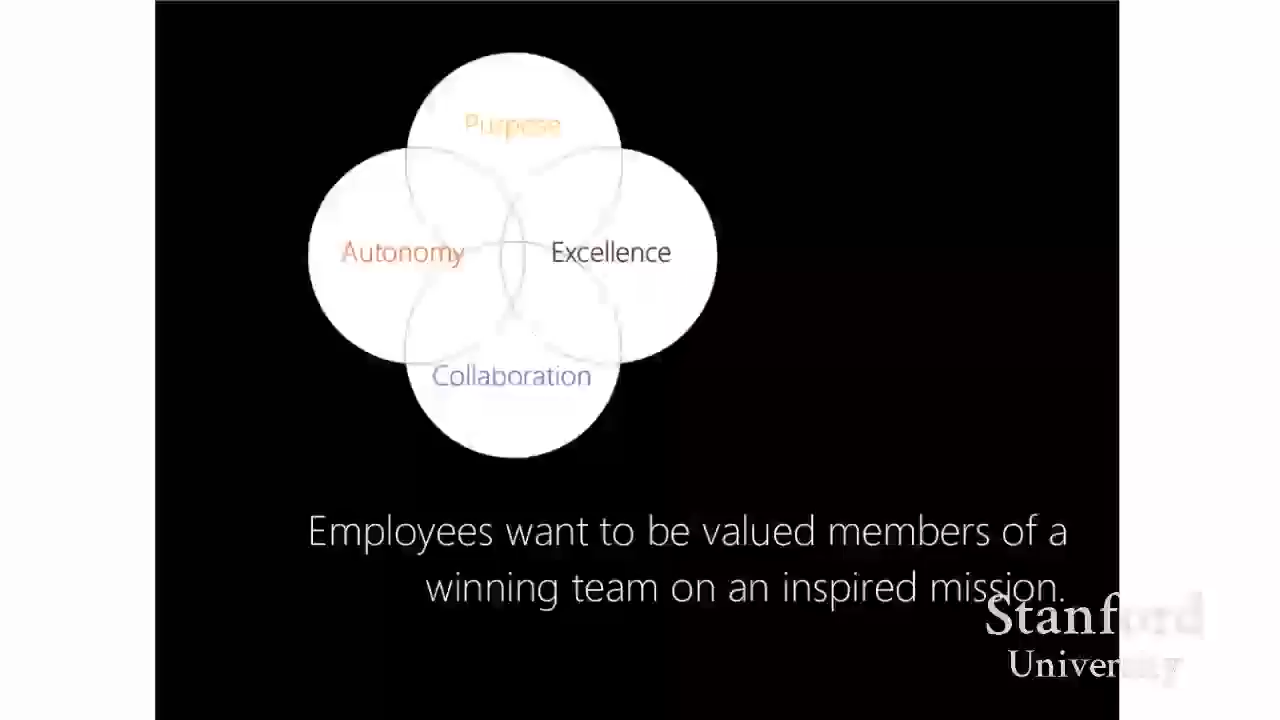 Purpose
Autonomy
Excellence
Collaboration
Employees want to be valued members of a
winning team on an inspired mission.
Stanford
University